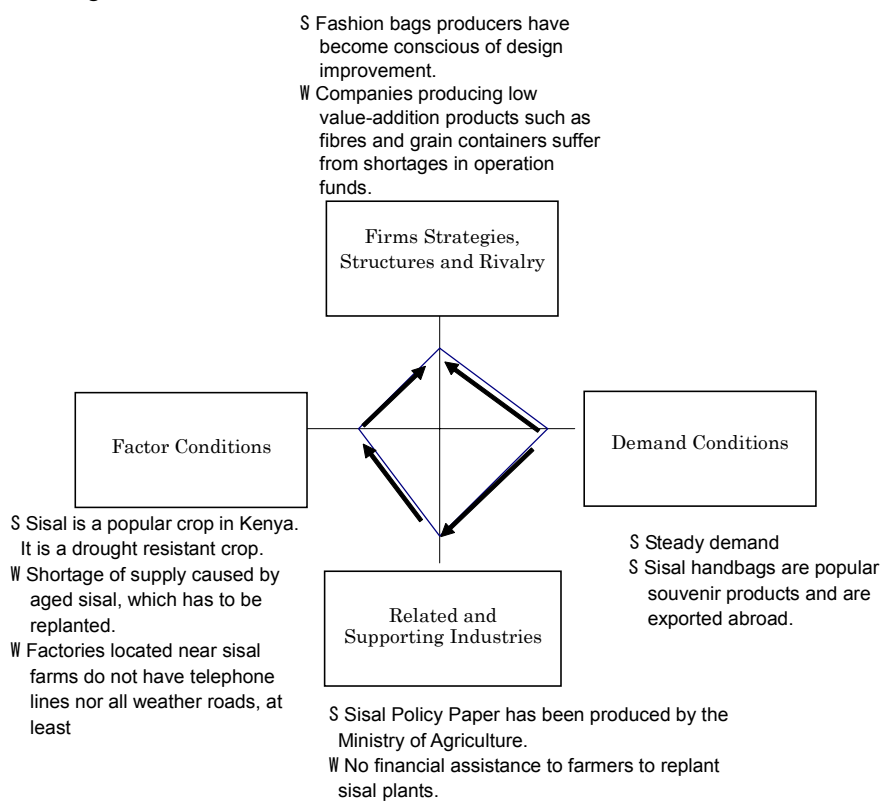 S Fashion bags producers have
become conscious of design
improvement.
W Companies producing low
value-addition products such as
fibres and grain containers suffer
from shortages in operation
funds.
Firms Strategies,
Structures and Rivalry
Factor Conditions
Demand Conditions
S Sisal is a popular crop in Kenya.
It is a drought resistant crop.
W Shortage of supply caused by
aged sisal, which has to be
replanted.
W Factories located near sisal
farms do not have telephone
lines nor all weather roads, at
least
S Steady demand
S Sisal handbags are popular
souvenir products and are
exported abroad.
Related and
Supporting Industries
S Sisal Policy Paper has been produced by the
Ministry of Agriculture.
W No financial assistance to farmers to replant
sisal plants.